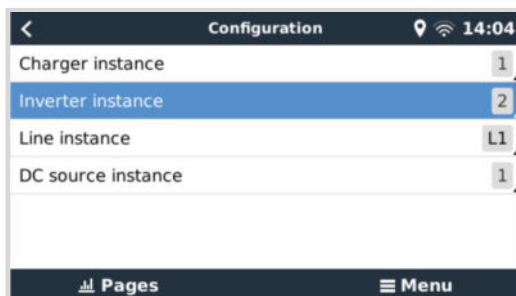 Configuration 14:04
Charger instance 1
Inverter instance 2
Line instance L1
DC source instance 1
Pages Menu